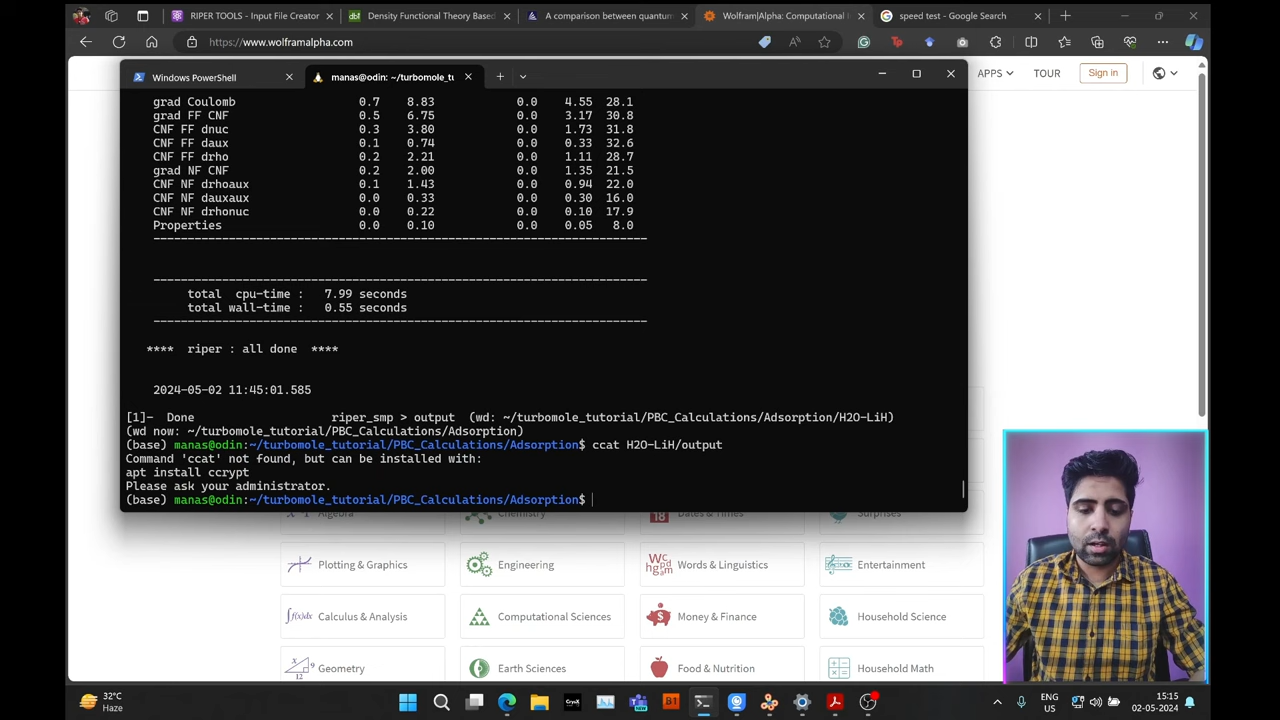 RIPER TOOLS - Input File Creator
Density Functional Theory Based
A comparison between quantum
Wolfram|Alpha: Computational I
speed test - Google Search
https://www.wolframalpha.com
APPS
TOUR
Sign in
Windows PowerShell
manas@odin: ~/turbomole_tu
grad Coulomb 0.7 8.83 0.0 4.55 28.1
grad FF CNF 0.5 6.75 0.0 3.17 30.8
CNF FF dnuc 0.3 3.80 0.0 1.73 31.8
CNF FF daux 0.1 0.74 0.0 0.33 32.6
CNF FF drho 0.2 2.21 0.0 1.11 28.7
grad NF CNF 0.2 2.00 0.0 1.35 21.5
CNF NF drhoaux 0.1 1.43 0.0 0.94 22.0
CNF NF dauxaux 0.0 0.33 0.0 0.30 16.0
CNF NF drhonuc 0.0 0.22 0.0 0.10 17.9
Properties 0.0 0.10 0.0 0.05 8.0
total cpu-time : 7.99 seconds
total wall-time : 0.55 seconds
**** riper : all done ****
2024-05-02 11:45:01.585
[1]- Done riper_smp > output (wd: ~/turbomole_tutorial/PBC_Calculations/Adsorption/H2O-LiH)
(wd now: ~/turbomole_tutorial/PBC_Calculations/Adsorption)
(base) manas@odin:~/turbomole_tutorial/PBC_Calculations/Adsorption$ ccat H2O-LiH/output
Command 'ccat' not found, but can be installed with:
apt install ccrypt
Please ask your administrator.
(base) manas@odin:~/turbomole_tutorial/PBC_Calculations/Adsorption$
Algebra
Chemistry
Dates & Times
Surprises
Plotting & Graphics
Engineering
Words & Linguistics
Entertainment
Calculus & Analysis
Computational Sciences
Money & Finance
Household Science
Geometry
Earth Sciences
Food & Nutrition
Household Math
32°C
Haze
ENG
US
15:15
02-05-2024